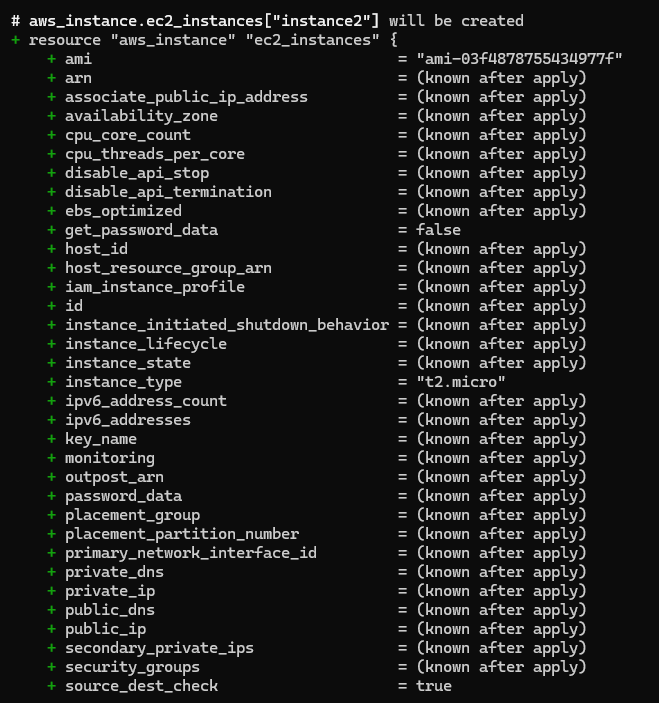 # aws_instance.ec2_instances["instance2"] will be created
+ resource "aws_instance" "ec2_instances" {
+ ami = "ami-03f4878755434977f"
+ arn = (known after apply)
+ associate_public_ip_address = (known after apply)
+ availability_zone = (known after apply)
+ cpu_core_count = (known after apply)
+ cpu_threads_per_core = (known after apply)
+ disable_api_stop = (known after apply)
+ disable_api_termination = (known after apply)
+ ebs_optimized = (known after apply)
+ get_password_data = false
+ host_id = (known after apply)
+ host_resource_group_arn = (known after apply)
+ iam_instance_profile = (known after apply)
+ id = (known after apply)
+ instance_initiated_shutdown_behavior = (known after apply)
+ instance_lifecycle = (known after apply)
+ instance_state = (known after apply)
+ instance_type = "t2.micro"
+ ipv6_address_count = (known after apply)
+ ipv6_addresses = (known after apply)
+ key_name = (known after apply)
+ monitoring = (known after apply)
+ outpost_arn = (known after apply)
+ password_data = (known after apply)
+ placement_group = (known after apply)
+ placement_partition_number = (known after apply)
+ primary_network_interface_id = (known after apply)
+ private_dns = (known after apply)
+ private_ip = (known after apply)
+ public_dns = (known after apply)
+ public_ip = (known after apply)
+ secondary_private_ips = (known after apply)
+ security_groups = (known after apply)
+ source_dest_check = true